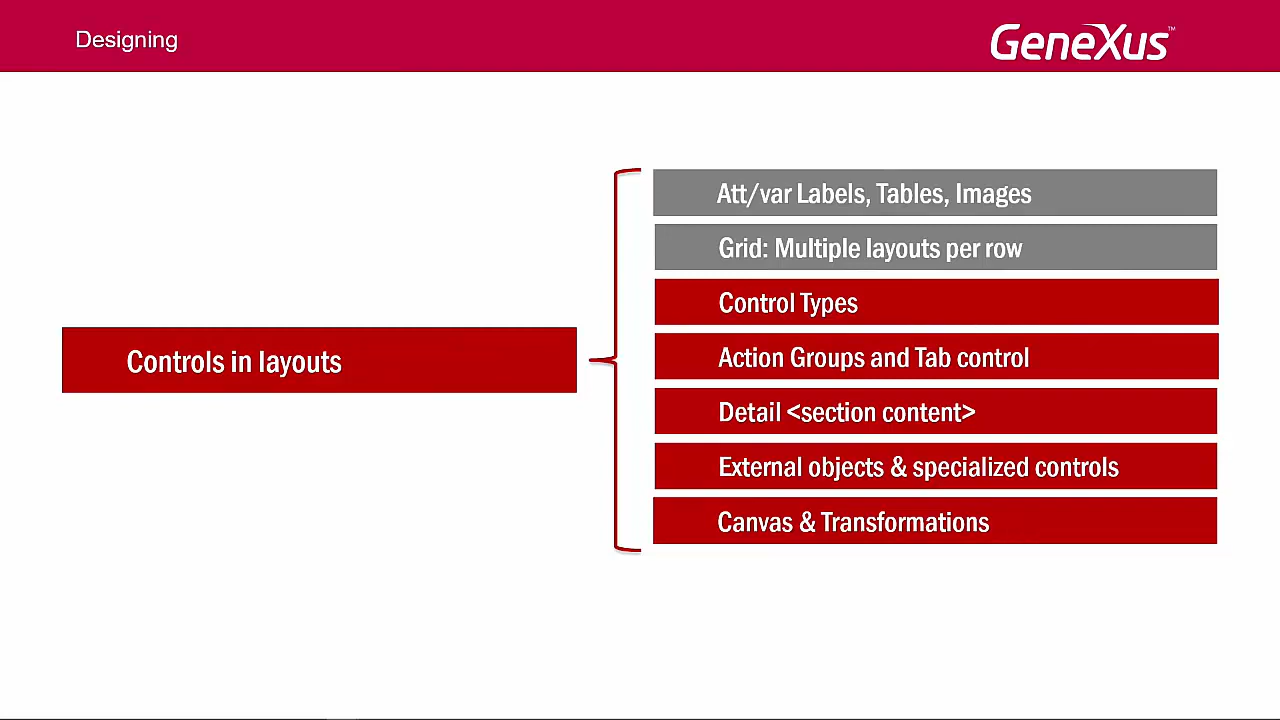 Designing
GeneXus™
Controls in layouts
Att/var Labels, Tables, Images
Grid: Multiple layouts per row
Control Types
Action Groups and Tab control
Detail <section content>
External objects & specialized controls
Canvas & Transformations